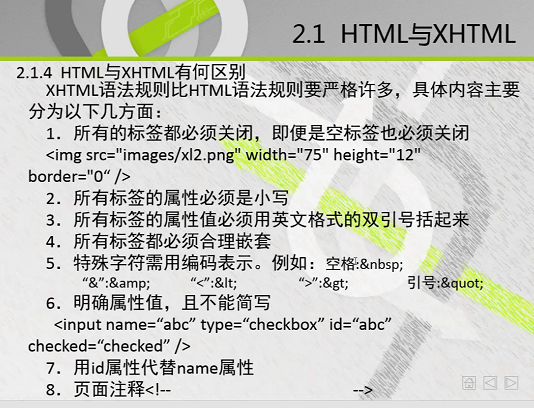 2.1 HTML与XHTML
2.1.4 HTML与XHTML有何区别
XHTML语法规则比HTML语法规则要严格许多，具体内容主要
分为以下几方面：
1．所有的标签都必须关闭，即便是空标签也必须关闭
<img src="images/xl2.png" width="75" height="12"
border="0“ />
2．所有标签的属性必须是小写
3．所有标签的属性值必须用英文格式的双引号括起来
4．所有标签都必须合理嵌套
5．特殊字符需用编码表示。例如：空格:&nbsp;
“&”:&amp; “<”:&lt; “>”:&gt; 引号:&quot;
6．明确属性值，且不能简写
<input name=“abc” type=“checkbox” id=“abc”
checked=“checked” />
7．用id属性代替name属性
8．页面注释<!-- -->